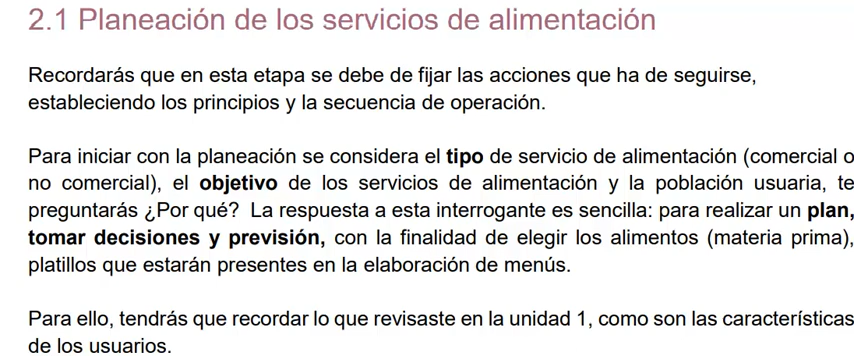 2.1 Planeación de los servicios de alimentación
Recordarás que en esta etapa se debe de fijar las acciones que ha de seguirse,
estableciendo los principios y la secuencia de operación.
Para iniciar con la planeación se considera el tipo de servicio de alimentación (comercial o
no comercial), el objetivo de los servicios de alimentación y la población usuaria, te
preguntarás ¿Por qué? La respuesta a esta interrogante es sencilla: para realizar un plan,
tomar decisiones y previsión, con la finalidad de elegir los alimentos (materia prima),
platillos que estarán presentes en la elaboración de menús.
Para ello, tendrás que recordar lo que revisaste en la unidad 1, como son las características
de los usuarios.